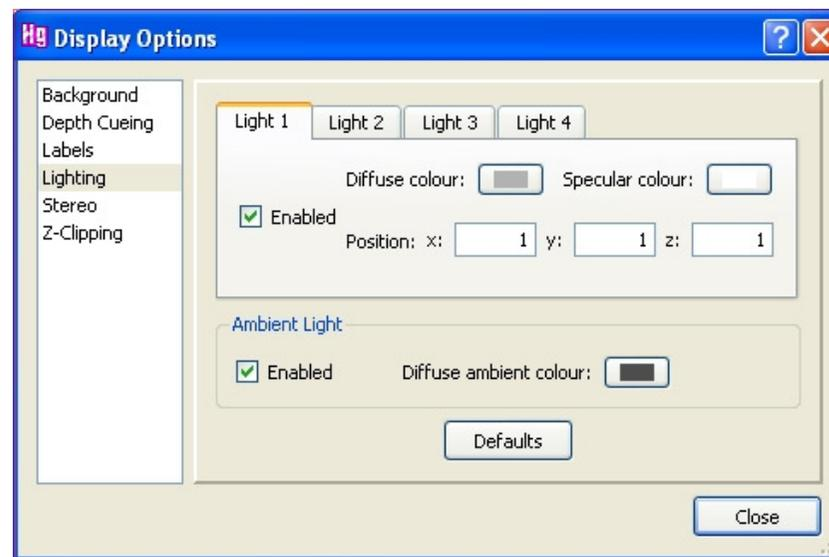 Hg Display Options ?
Background
Depth Cueing
Labels
Lighting
Stereo
Z-Clipping
Light 1 Light 2 Light 3 Light 4
Diffuse colour: Specular colour:
Enabled
Position: x: 1 y: 1 z: 1
Ambient Light
Enabled Diffuse ambient colour:
Defaults
Close